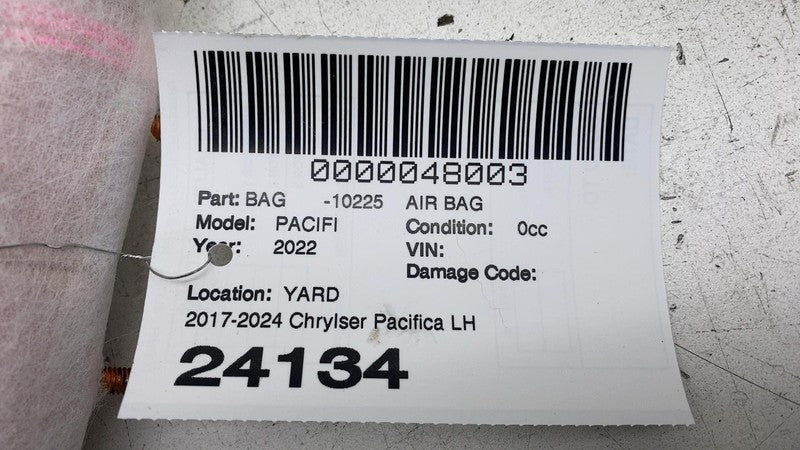 0000048003
Part: BAG -10225 AIR BAG
Model: PACIFI Condition: 0cc
Year: 2022 VIN:
Damage Code:
Location: YARD
2017-2024 Chrylser Pacifica LH
24134